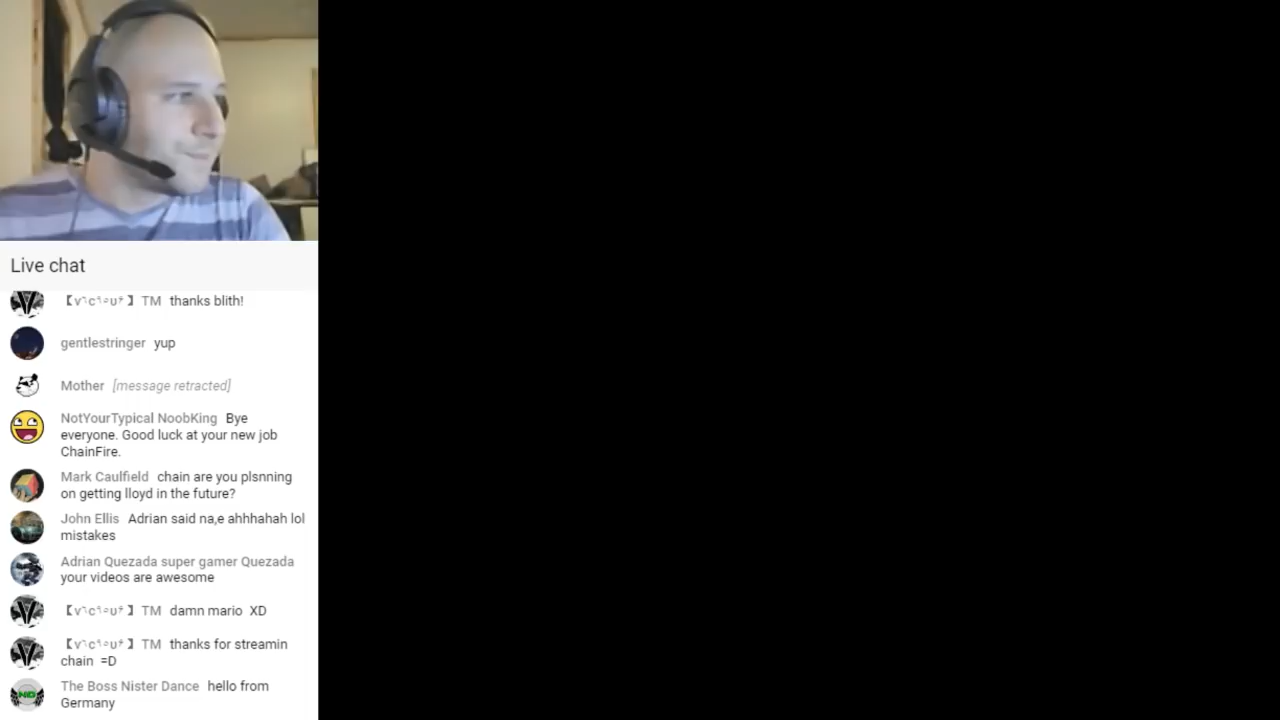 Live chat
TM thanks blith!
gentlestringer yup
Mother [message retracted]
NotYourTypical NoobKing Bye
everyone. Good luck at your new job
ChainFire.
Mark Caulfield chain are you plsnning
on getting lloyd in the future?
John Ellis Adrian said na,e ahhhahah lol
mistakes
Adrian Quezada super gamer Quezada
your videos are awesome
TM damn mario XD
TM thanks for streamin
chain =D
The Boss Nister Dance hello from
Germany